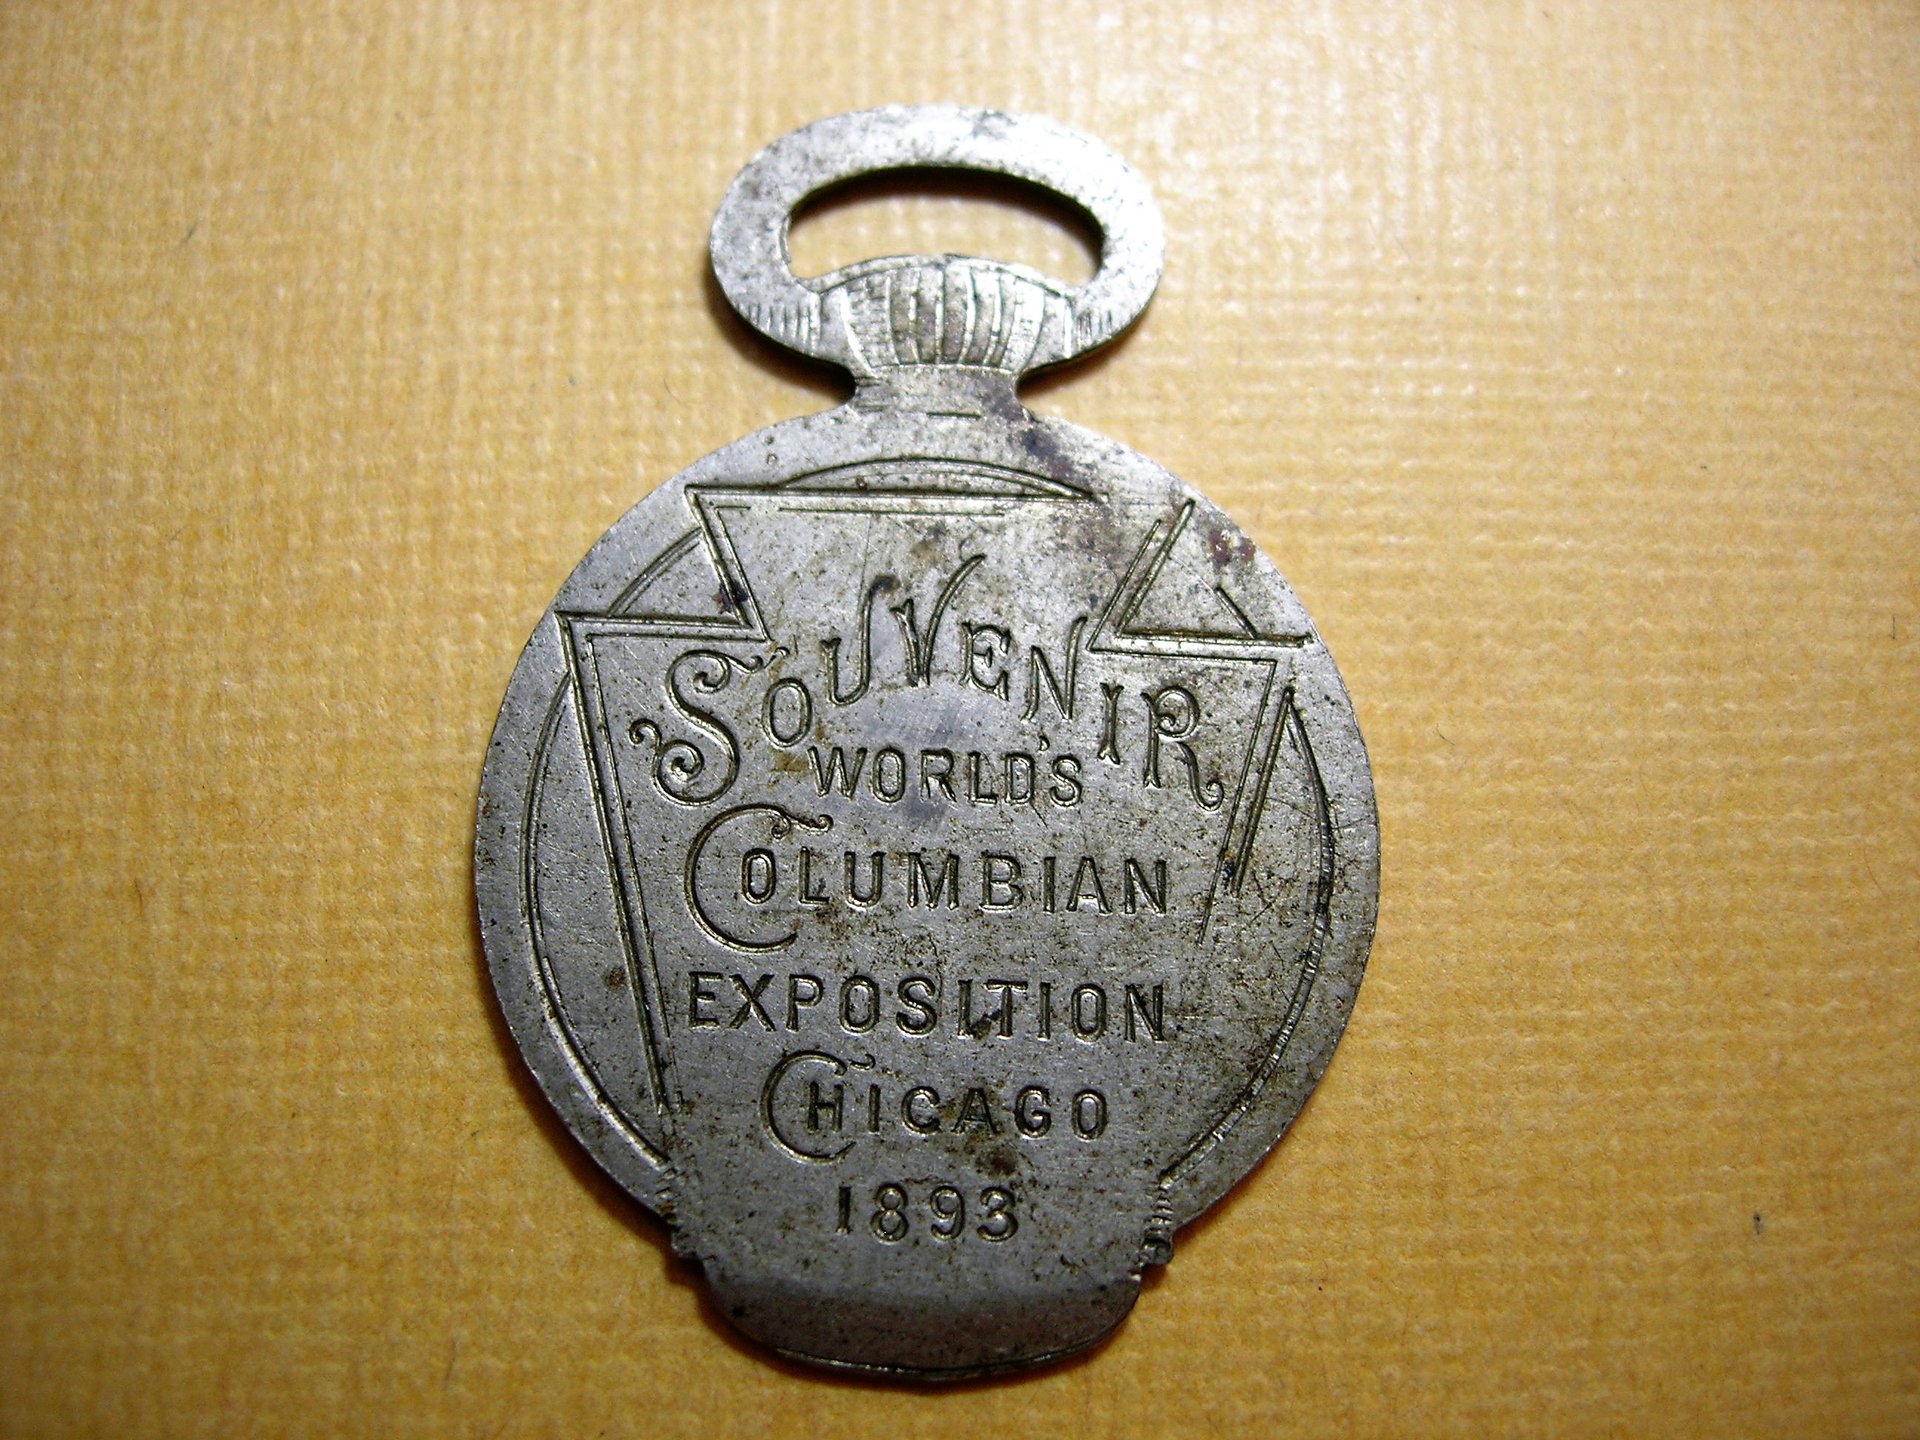 SOUVENIR
WORLD'S
COLUMBIAN
EXPOSITION
CHICAGO
1893